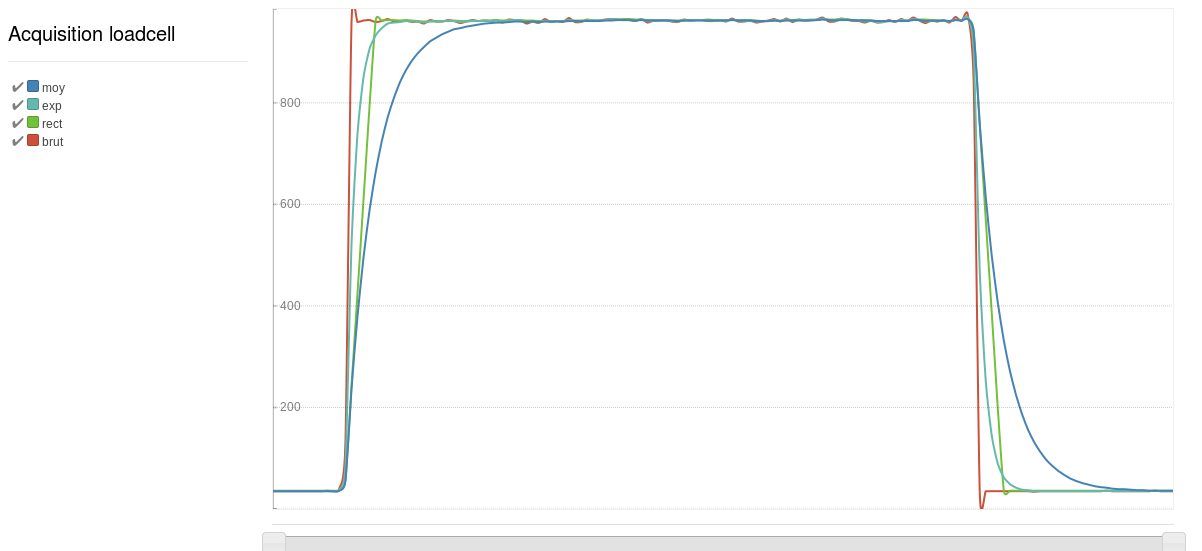 Acquisition loadcell
✔ moy
✔ exp
✔ rect
✔ brut
800
600
400
200